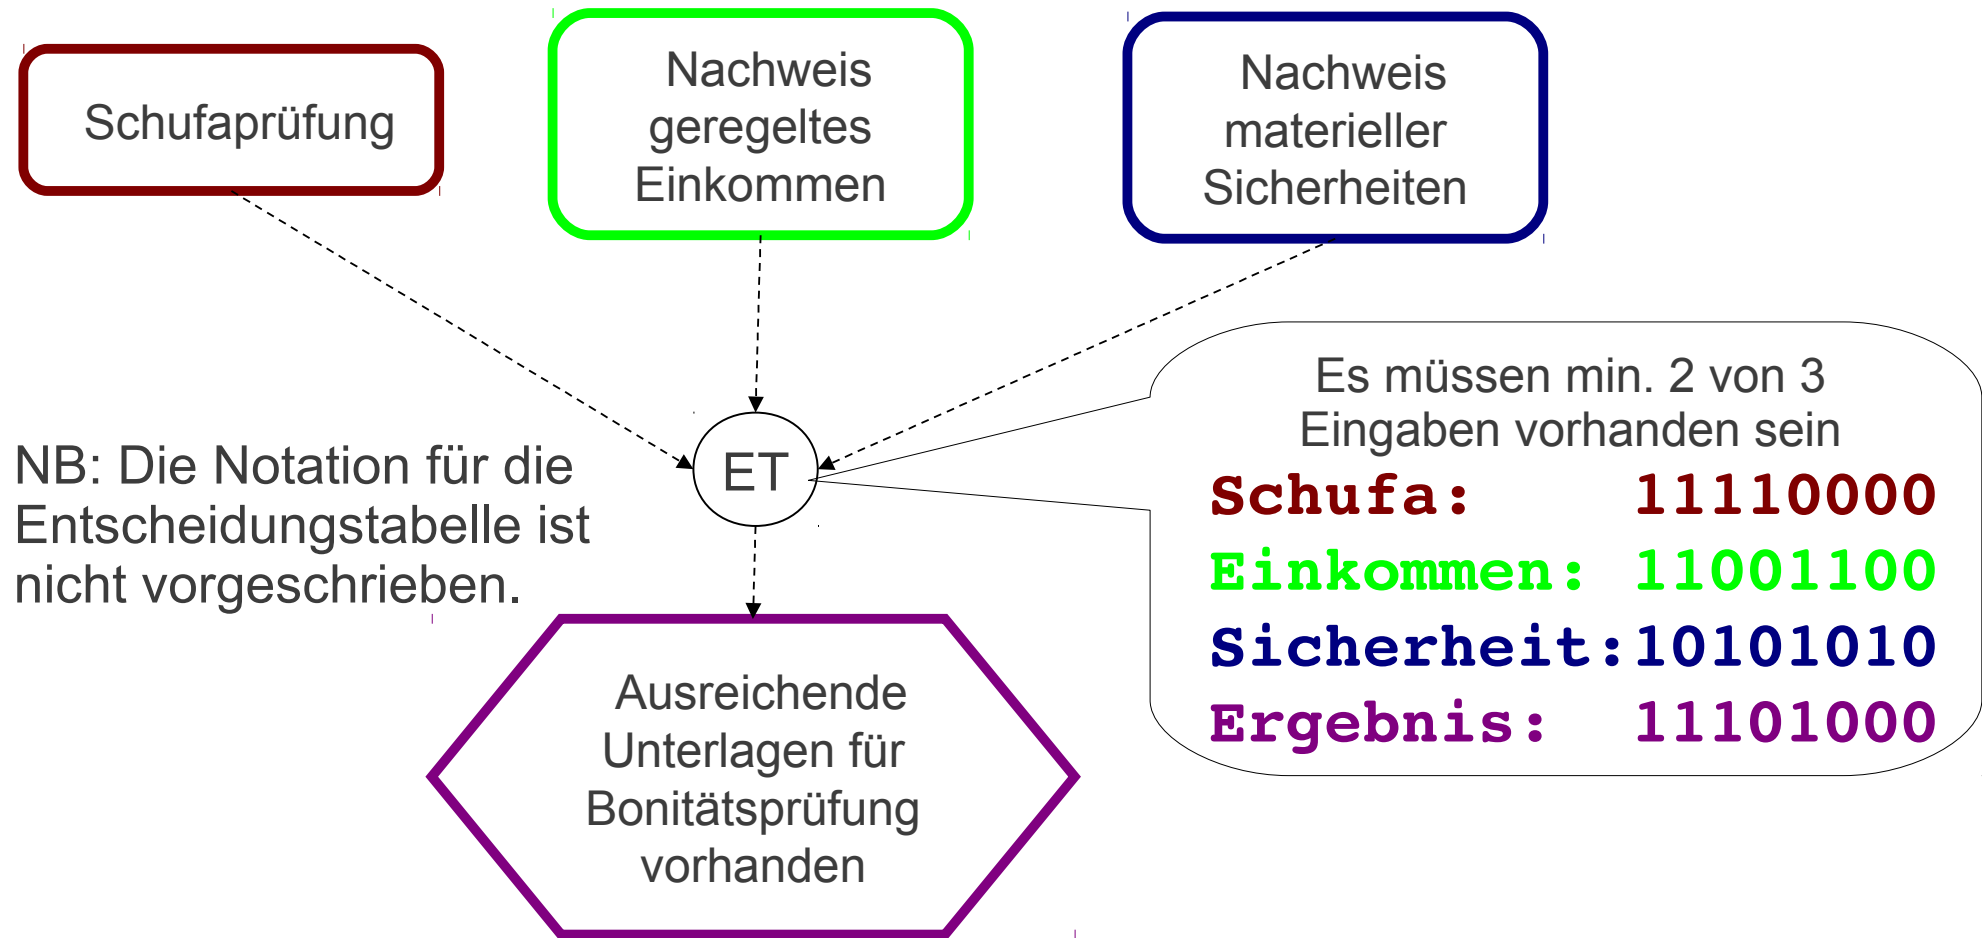 Schufaprüfung
Nachweis
geregeltes
Einkommen
Nachweis
materieller
Sicherheiten
ET
NB: Die Notation für die
Entscheidungstabelle ist
nicht vorgeschrieben.
Es müssen min. 2 von 3
Eingaben vorhanden sein
Schufa: 11110000
Einkommen: 11001100
Sicherheit:10101010
Ergebnis: 11101000
Ausreichende
Unterlagen für
Bonitätsprüfung
vorhanden